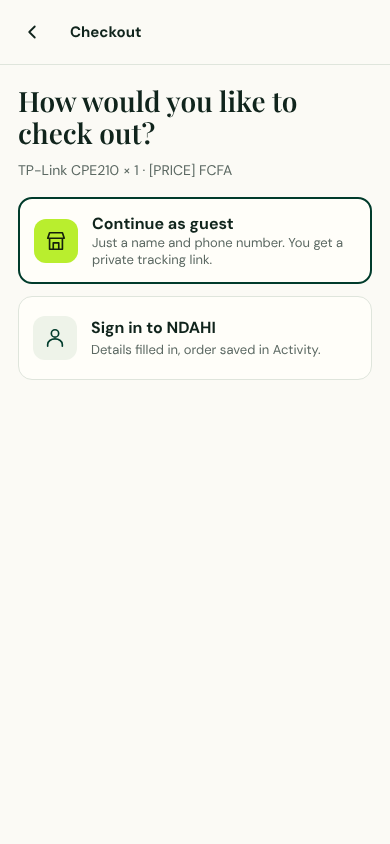 Checkout
How would you like to
check out?
TP-Link CPE210 × 1 · [PRICE] FCFA
Continue as guest
Just a name and phone number. You get a
private tracking link.
Sign in to NDAHI
Details filled in, order saved in Activity.